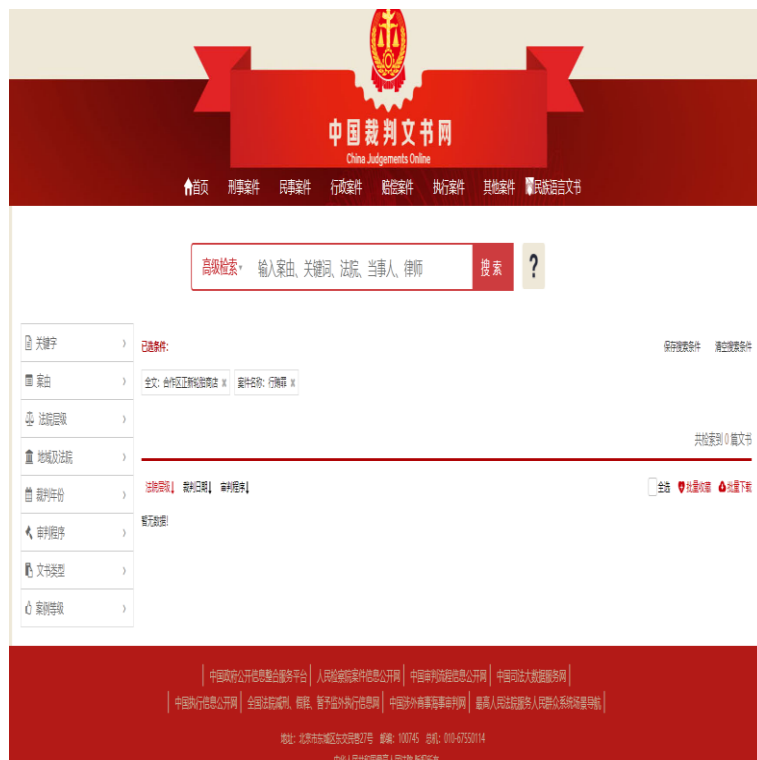 中国裁判文书网
China Judgements Online
首页 刑事案件 民事案件 行政案件 赔偿案件 执行案件 其他案件 民族语言文书
高级检索 输入案由、关键词、法院、当事人、律师 搜索 ?
关键字
案由
法院层级
地域及法院
裁判年份
审判程序
文书类型
案例等级
已选条件: 保存搜索条件 清空搜索条件
全文：合作区正新轮胎商店 × 案件名称：行贿罪 ×
共检索到 0 篇文书
法院层级 裁判日期 审判程序 全选 批量收藏 批量下载
暂无数据!
中国政府公开信息整合服务平台 人民检察院案件信息公开网 中国审判流程信息公开网 中国司法大数据服务网
中国执行信息公开网 全国法院减刑、假释、暂予监外执行信息网 中国涉外商事海事审判网 最高人民法院服务人民群众系统场景导航
地址：北京市东城区东交民巷27号 邮编：100745 总机：010-67550114